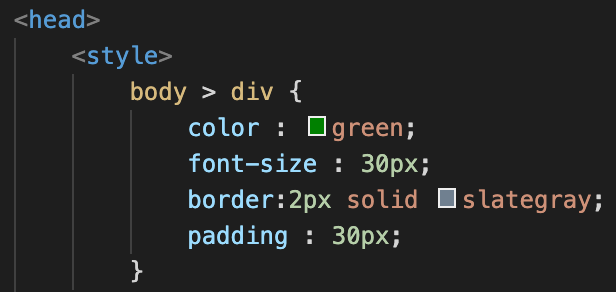 <head>
<style>
body > div {
color : green;
font-size : 30px;
border:2px solid slategray;
padding : 30px;
}